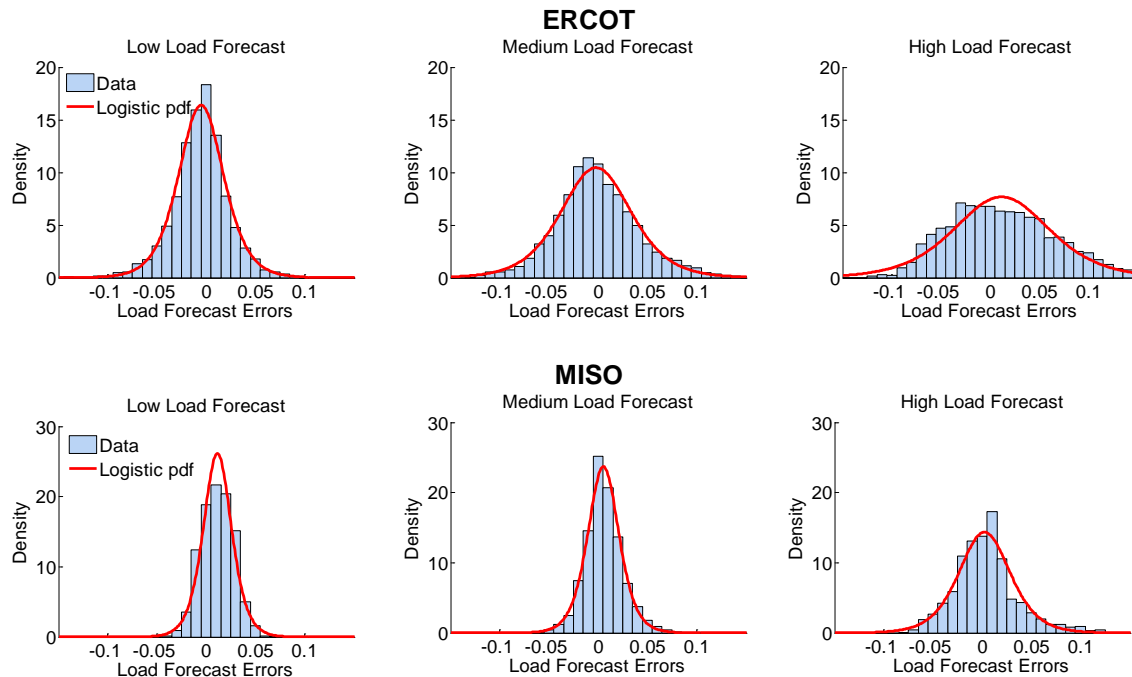 ERCOT
Low Load Forecast
Medium Load Forecast
High Load Forecast
20
15
10
5
0
Density
Data
Logistic pdf
-0.1 -0.05 0 0.05 0.1
Load Forecast Errors
20
15
10
5
0
Density
-0.1 -0.05 0 0.05 0.1
Load Forecast Errors
20
15
10
5
0
Density
-0.1 -0.05 0 0.05 0.1
Load Forecast Errors
MISO
Low Load Forecast
Medium Load Forecast
High Load Forecast
30
20
10
0
Density
Data
Logistic pdf
-0.1 -0.05 0 0.05 0.1
Load Forecast Errors
30
20
10
0
Density
-0.1 -0.05 0 0.05 0.1
Load Forecast Errors
30
20
10
0
Density
-0.1 -0.05 0 0.05 0.1
Load Forecast Errors